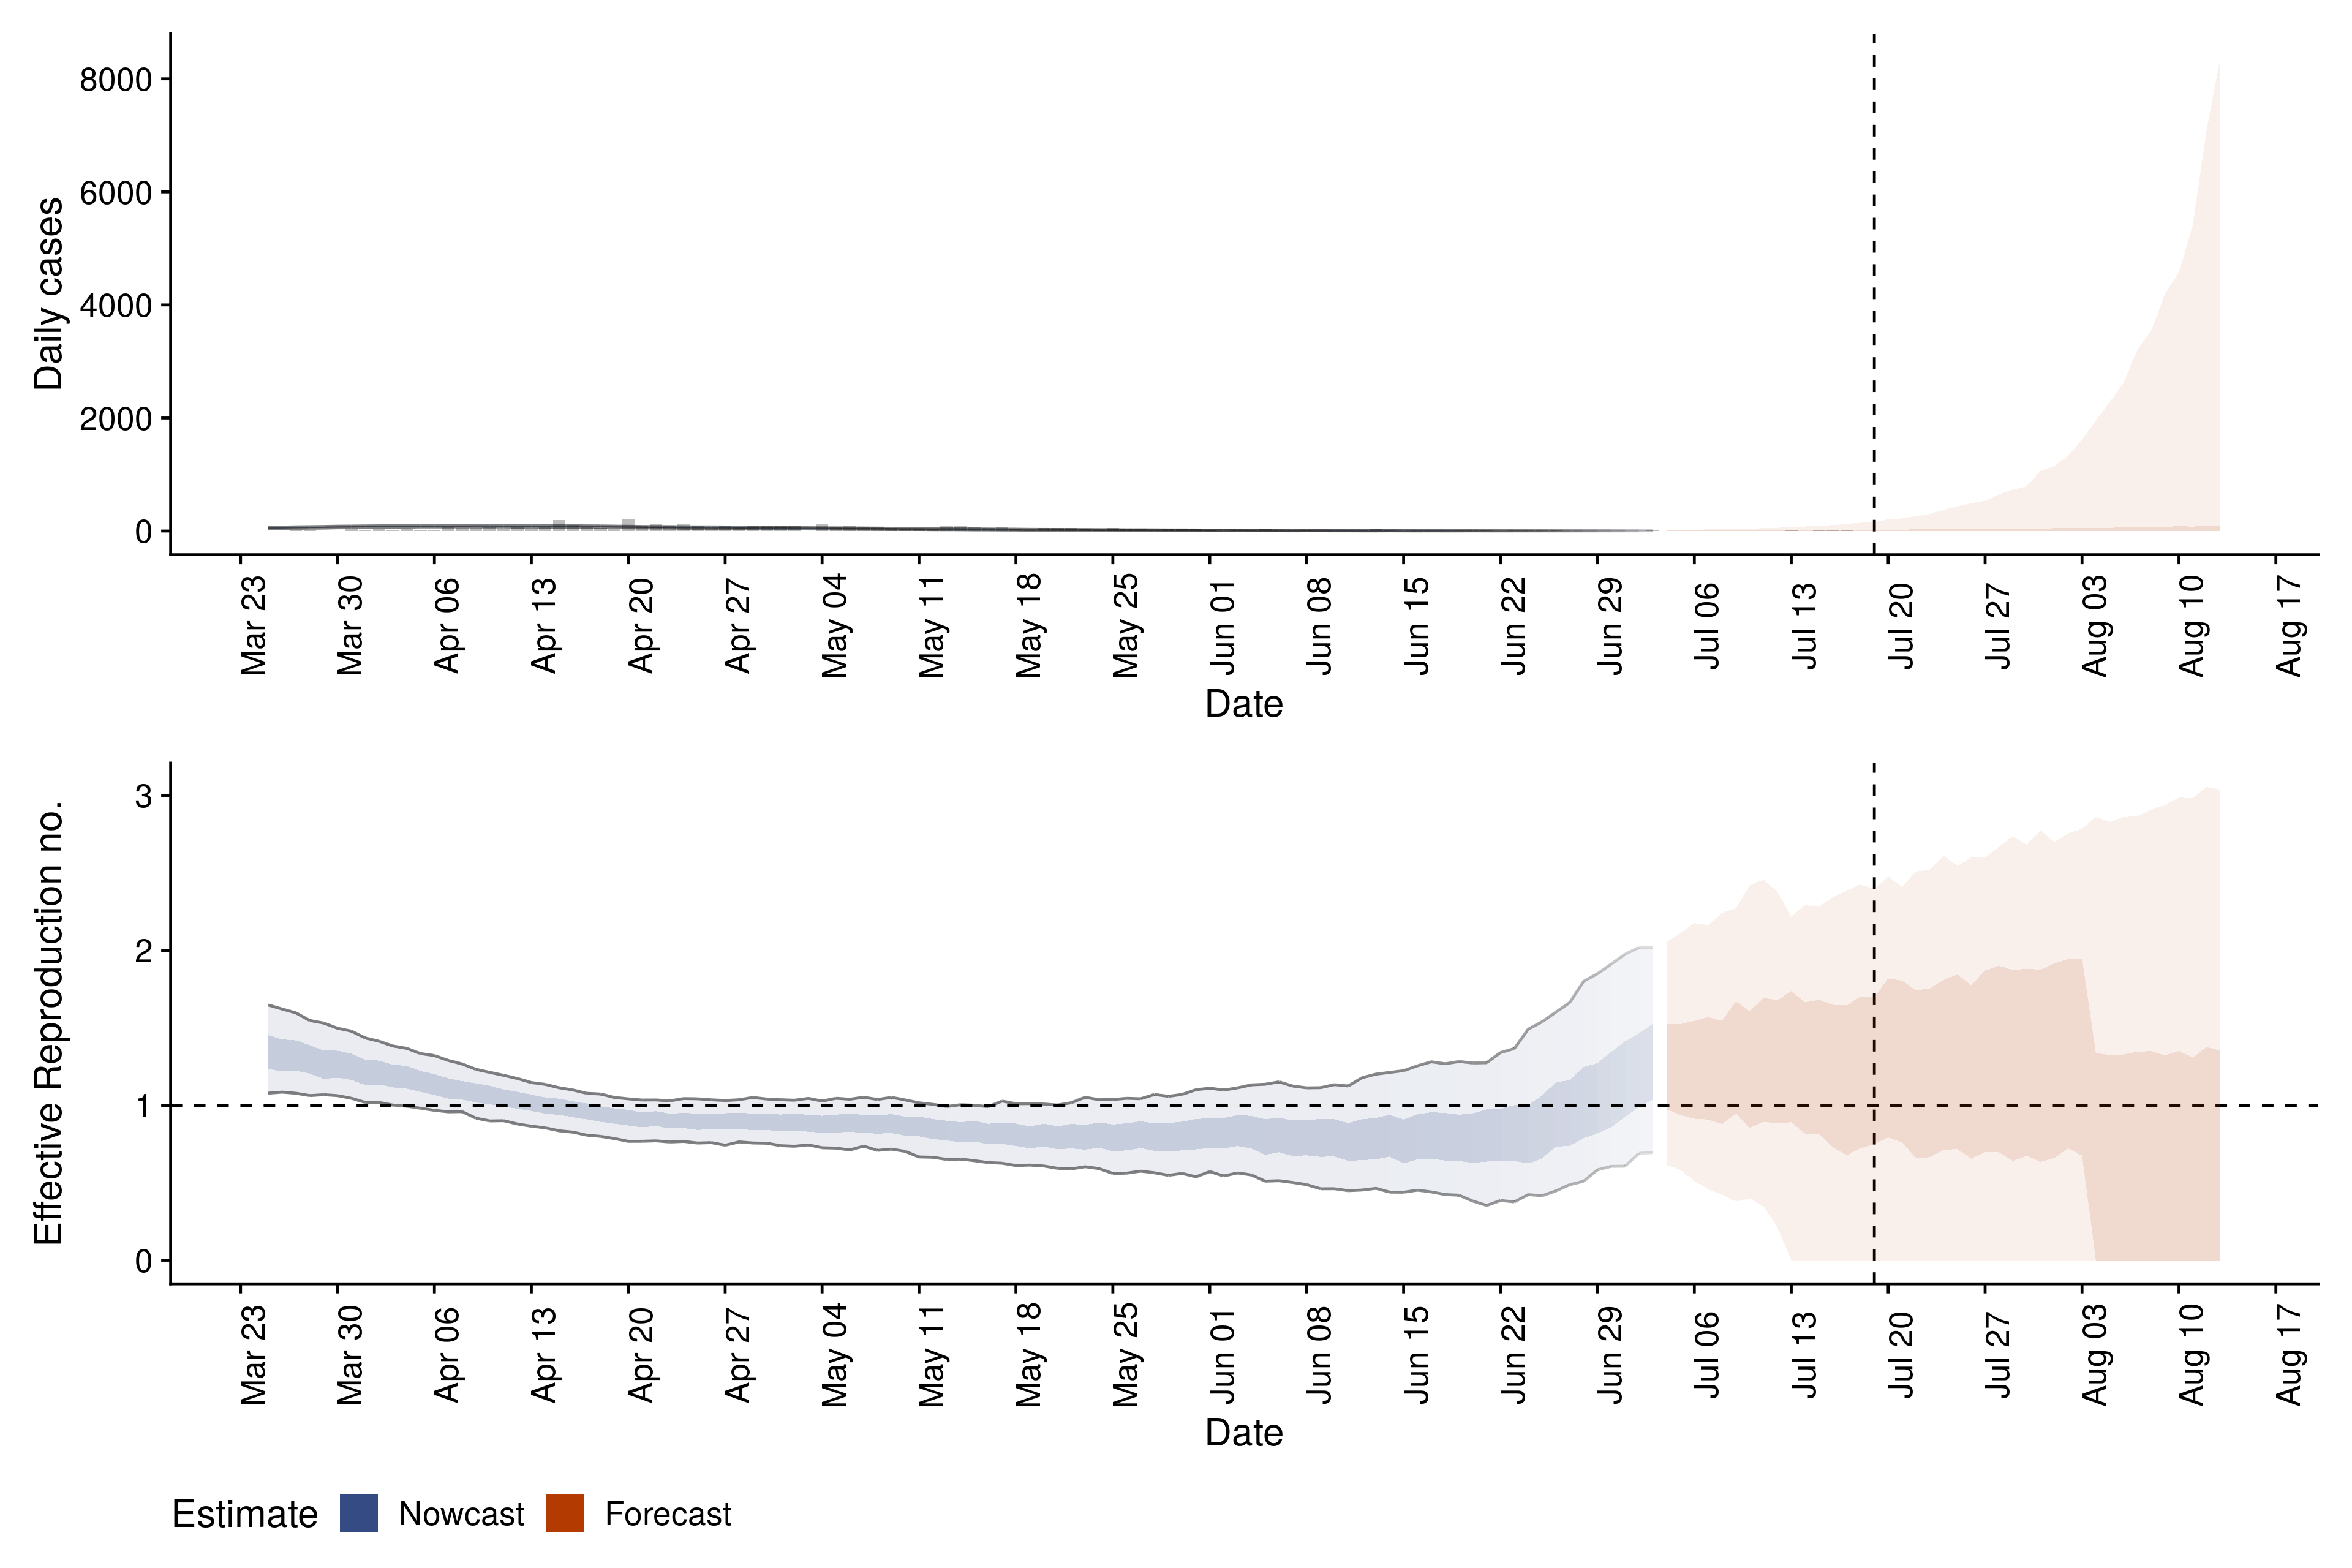 Daily cases
8000
6000
4000
2000
0
Mar 23
Mar 30
Apr 06
Apr 13
Apr 20
Apr 27
May 04
May 11
May 18
May 25
Jun 01
Jun 08
Jun 15
Jun 22
Jun 29
Jul 06
Jul 13
Jul 20
Jul 27
Aug 03
Aug 10
Aug 17
Date
Effective Reproduction no.
3
2
1
0
Mar 23
Mar 30
Apr 06
Apr 13
Apr 20
Apr 27
May 04
May 11
May 18
May 25
Jun 01
Jun 08
Jun 15
Jun 22
Jun 29
Jul 06
Jul 13
Jul 20
Jul 27
Aug 03
Aug 10
Aug 17
Date
Estimate Nowcast Forecast